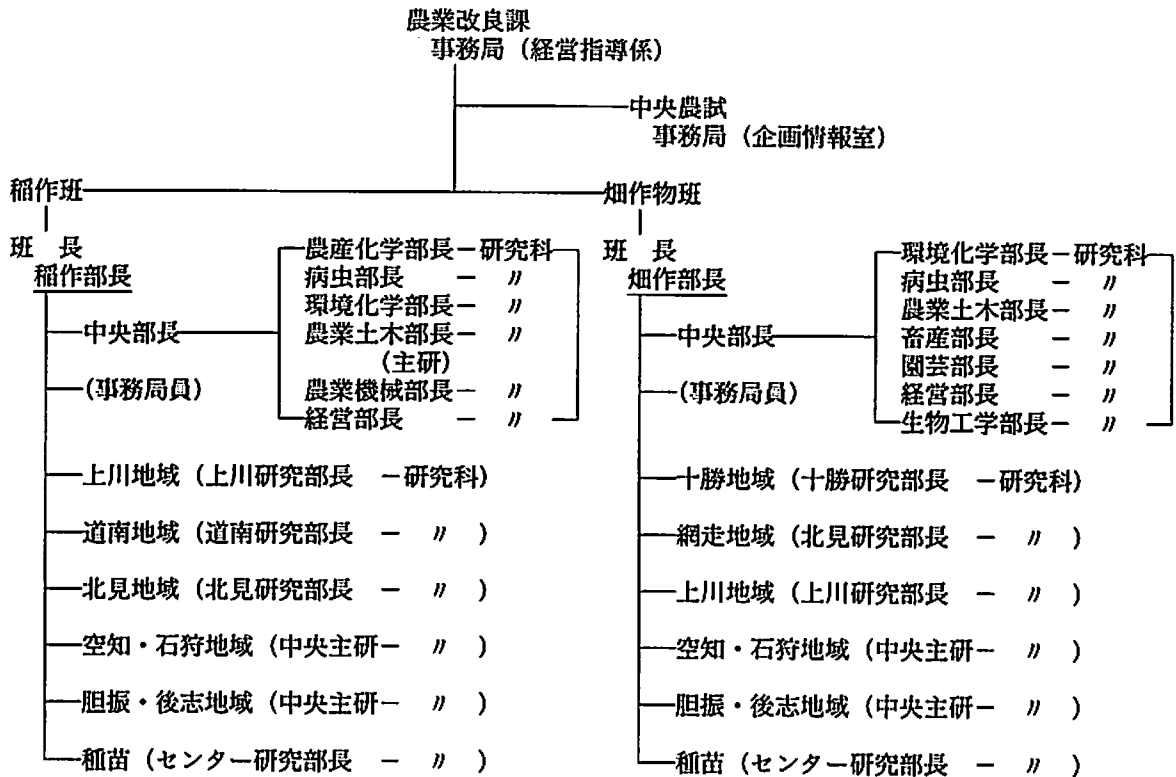 農業改良課
事務局（経営指導係）
中央農試
事務局（企画情報室）
稲作班
班　長
稲作部長
中央部長
農産化学部長－研究科
病虫部長　－　〃
環境化学部長－　〃
農業土木部長－　〃
（主研）
農業機械部長－　〃
経営部長　－　〃
（事務局員）
上川地域（上川研究部長　－研究科）
道南地域（道南研究部長　－　〃　）
北見地域（北見研究部長　－　〃　）
空知・石狩地域（中央主研－　〃　）
胆振・後志地域（中央主研－　〃　）
種苗（センター研究部長　－　〃　）
畑作物班
班　長
畑作部長
中央部長
環境化学部長－研究科
病虫部長　－　〃
農業土木部長－　〃
畜産部長　－　〃
園芸部長　－　〃
経営部長　－　〃
生物工学部長－　〃
（事務局員）
十勝地域（十勝研究部長　－研究科）
網走地域（北見研究部長　－　〃　）
上川地域（上川研究部長　－　〃　）
空知・石狩地域（中央主研－　〃　）
胆振・後志地域（中央主研－　〃　）
種苗（センター研究部長　－　〃　）